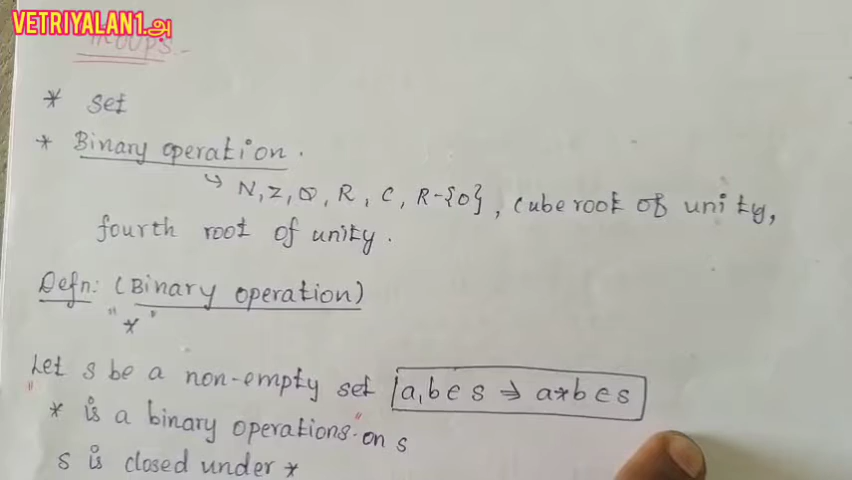 VETRIYALAN1.அ
* set
* Binary operation.
↳ N, Z, Q, R, C, R-{0}, cube root of unity,
fourth root of unity.
Defn: (Binary operation)
"*"
Let s be a non-empty set a, b ∈ s ⇒ a*b ∈ s
"* is a binary operations" on s
s is closed under *